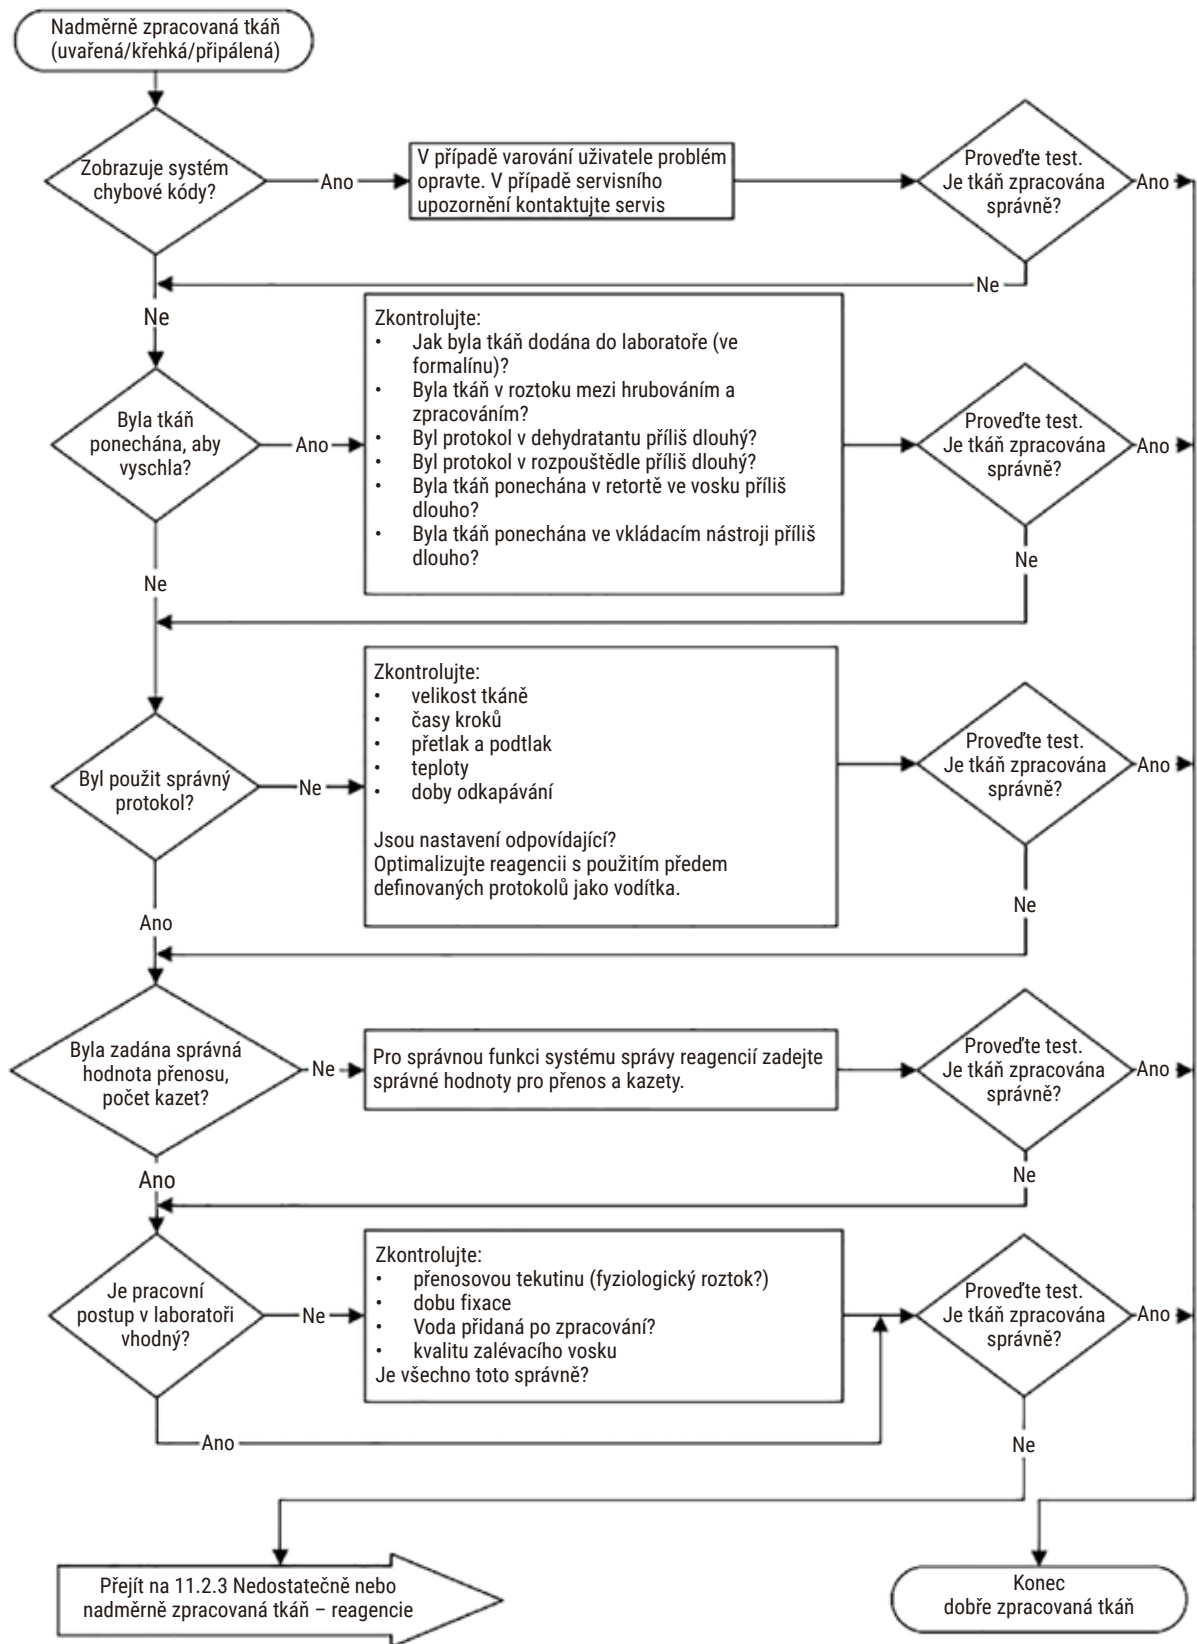 Nadměrně zpracovaná tkáň
(uvařená/křehká/připálená)
Zobrazuje systém
chybové kódy?
Ano
V případě varování uživatele problém
opravte. V případě servisního
upozornění kontaktujte servis
Proveďte test.
Je tkáň zpracována
správně?
Ano
Ne
Ne
Byla tkáň
ponechána, aby
vyschla?
Ano
Zkontrolujte:
• Jak byla tkáň dodána do laboratoře (ve
formalínu)?
• Byla tkáň v roztoku mezi hrubováním a
zpracováním?
• Byl protokol v dehydratantu příliš dlouhý?
• Byl protokol v rozpouštědle příliš dlouhý?
• Byla tkáň ponechána v retortě ve vosku příliš
dlouho?
• Byla tkáň ponechána ve vkládacím nástroji příliš
dlouho?
Proveďte test.
Je tkáň zpracována
správně?
Ano
Ne
Ne
Byl použit správný
protokol?
Ne
Zkontrolujte:
• velikost tkáně
• časy kroků
• přetlak a podtlak
• teploty
• doby odkapávání
Jsou nastavení odpovídající?
Optimalizujte reagencii s použitím předem
definovaných protokolů jako vodítka.
Proveďte test.
Je tkáň zpracována
správně?
Ano
Ne
Ano
Byla zadána správná
hodnota přenosu,
počet kazet?
Ne
Pro správnou funkci systému správy reagencií zadejte
správné hodnoty pro přenos a kazety.
Proveďte test.
Je tkáň zpracována
správně?
Ano
Ne
Ano
Je pracovní
postup v laboratoři
vhodný?
Ne
Zkontrolujte:
• přenosovou tekutinu (fyziologický roztok?)
• dobu fixace
• Voda přidaná po zpracování?
• kvalitu zalévacího vosku
Je všechno toto správně?
Proveďte test.
Je tkáň zpracována
správně?
Ano
Ano
Ne
Přejít na 11.2.3 Nedostatečně nebo
nadměrně zpracovaná tkáň – reagencie
Konec
dobře zpracovaná tkáň